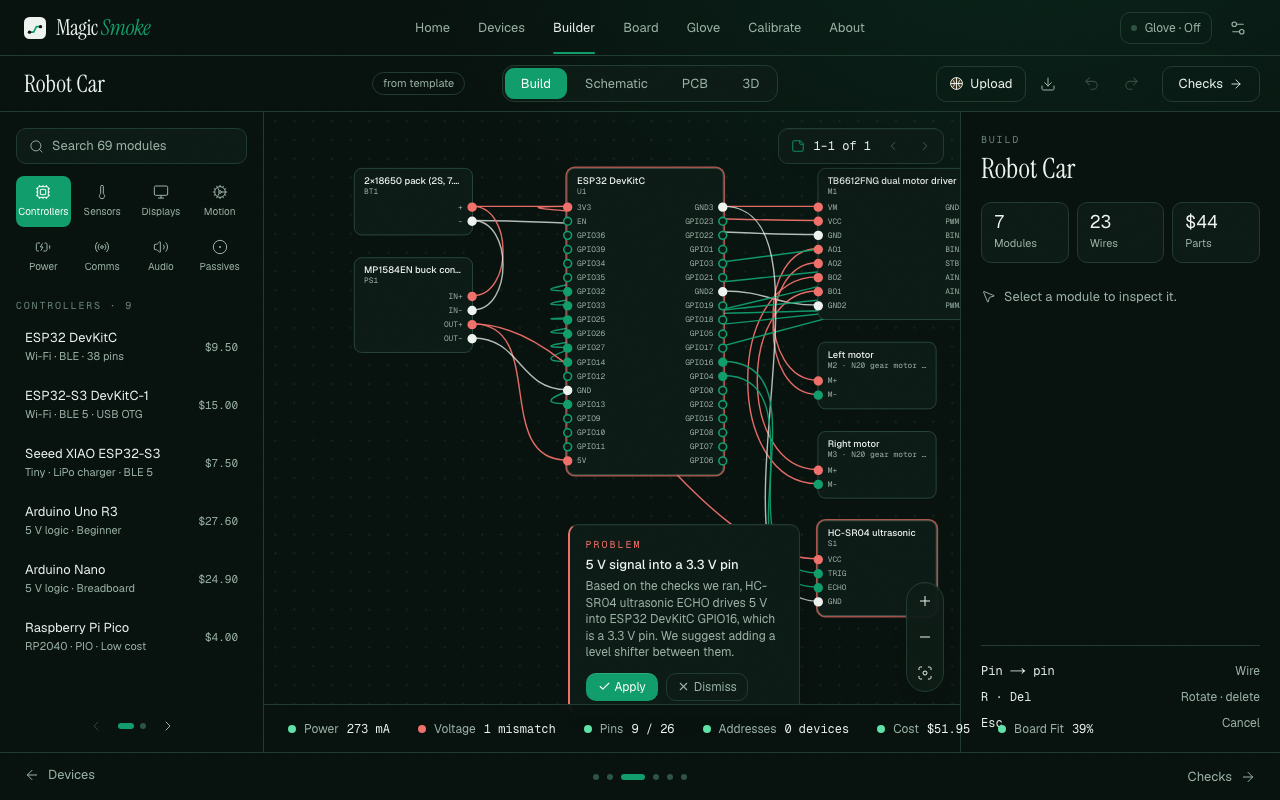 Magic Smoke
Home Devices Builder Board Glove Calibrate About
Glove · Off
Robot Car
from template
Build Schematic PCB 3D
Upload
Checks →
Search 69 modules
Controllers Sensors Displays Motion
Power Comms Audio Passives
CONTROLLERS · 9
ESP32 DevKitC
Wi-Fi · BLE · 38 pins
$9.50
ESP32-S3 DevKitC-1
Wi-Fi · BLE 5 · USB OTG
$15.00
Seeed XIAO ESP32-S3
Tiny · LiPo charger · BLE 5
$7.50
Arduino Uno R3
5 V logic · Beginner
$27.60
Arduino Nano
5 V logic · Breadboard
$24.90
Raspberry Pi Pico
RP2040 · PIO · Low cost
$4.00
1-1 of 1
2×18650 pack (2S, 7....
BT1
+
-
MP1584EN buck con...
PS1
IN+
IN-
OUT+
OUT-
ESP32 DevKitC
U1
3V3 GND3
EN GPIO23
GPIO36 GPIO22
GPIO39 GPIO1
GPIO34 GPIO3
GPIO35 GPIO21
GPIO32 GND2
GPIO33 GPIO19
GPIO25 GPIO18
GPIO26 GPIO5
GPIO27 GPIO17
GPIO14 GPIO16
GPIO12 GPIO4
GND GPIO0
GPIO13 GPIO2
GPIO9 GPIO15
GPIO10 GPIO8
GPIO11 GPIO7
5V GPIO6
TB6612FNG dual motor driver
M1
VM GND
VCC PWM
GND BIN
AO1 BIN
AO2 STB
BO2 AIN
BO1 AIN
GND2 PWM
Left motor
M2 · N20 gear motor …
M+
M-
Right motor
M3 · N20 gear motor …
M+
M-
HC-SR04 ultrasonic
S1
VCC
TRIG
ECHO
GND
PROBLEM
5 V signal into a 3.3 V pin
Based on the checks we ran, HC-
SR04 ultrasonic ECHO drives 5 V
into ESP32 DevKitC GPIO16, which
is a 3.3 V pin. We suggest adding a
level shifter between them.
Apply Dismiss
BUILD
Robot Car
7
Modules
23
Wires
$44
Parts
Select a module to inspect it.
Pin → pin Wire
R · Del Rotate · delete
Esc Cancel
Power 273 mA Voltage 1 mismatch Pins 9 / 26 Addresses 0 devices Cost $51.95 Board Fit 39%
← Devices
Checks →